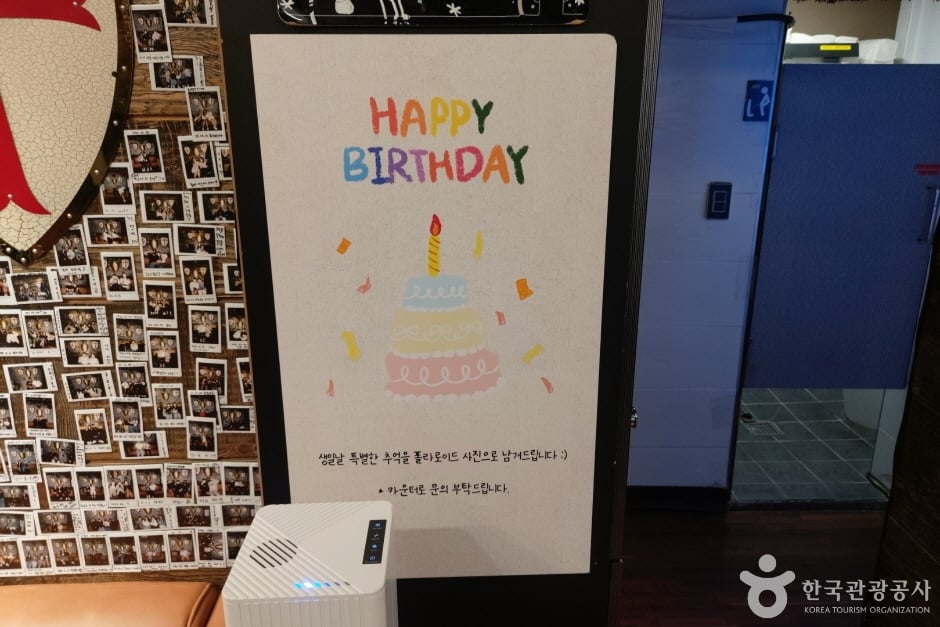 HAPPY
BIRTHDAY
생일날 특별한 추억을 폴라로이드 사진으로 남겨드립니다 :)
* 카운터로 문의 부탁드립니다.
한국관광공사
KOREA TOURISM ORGANIZATION